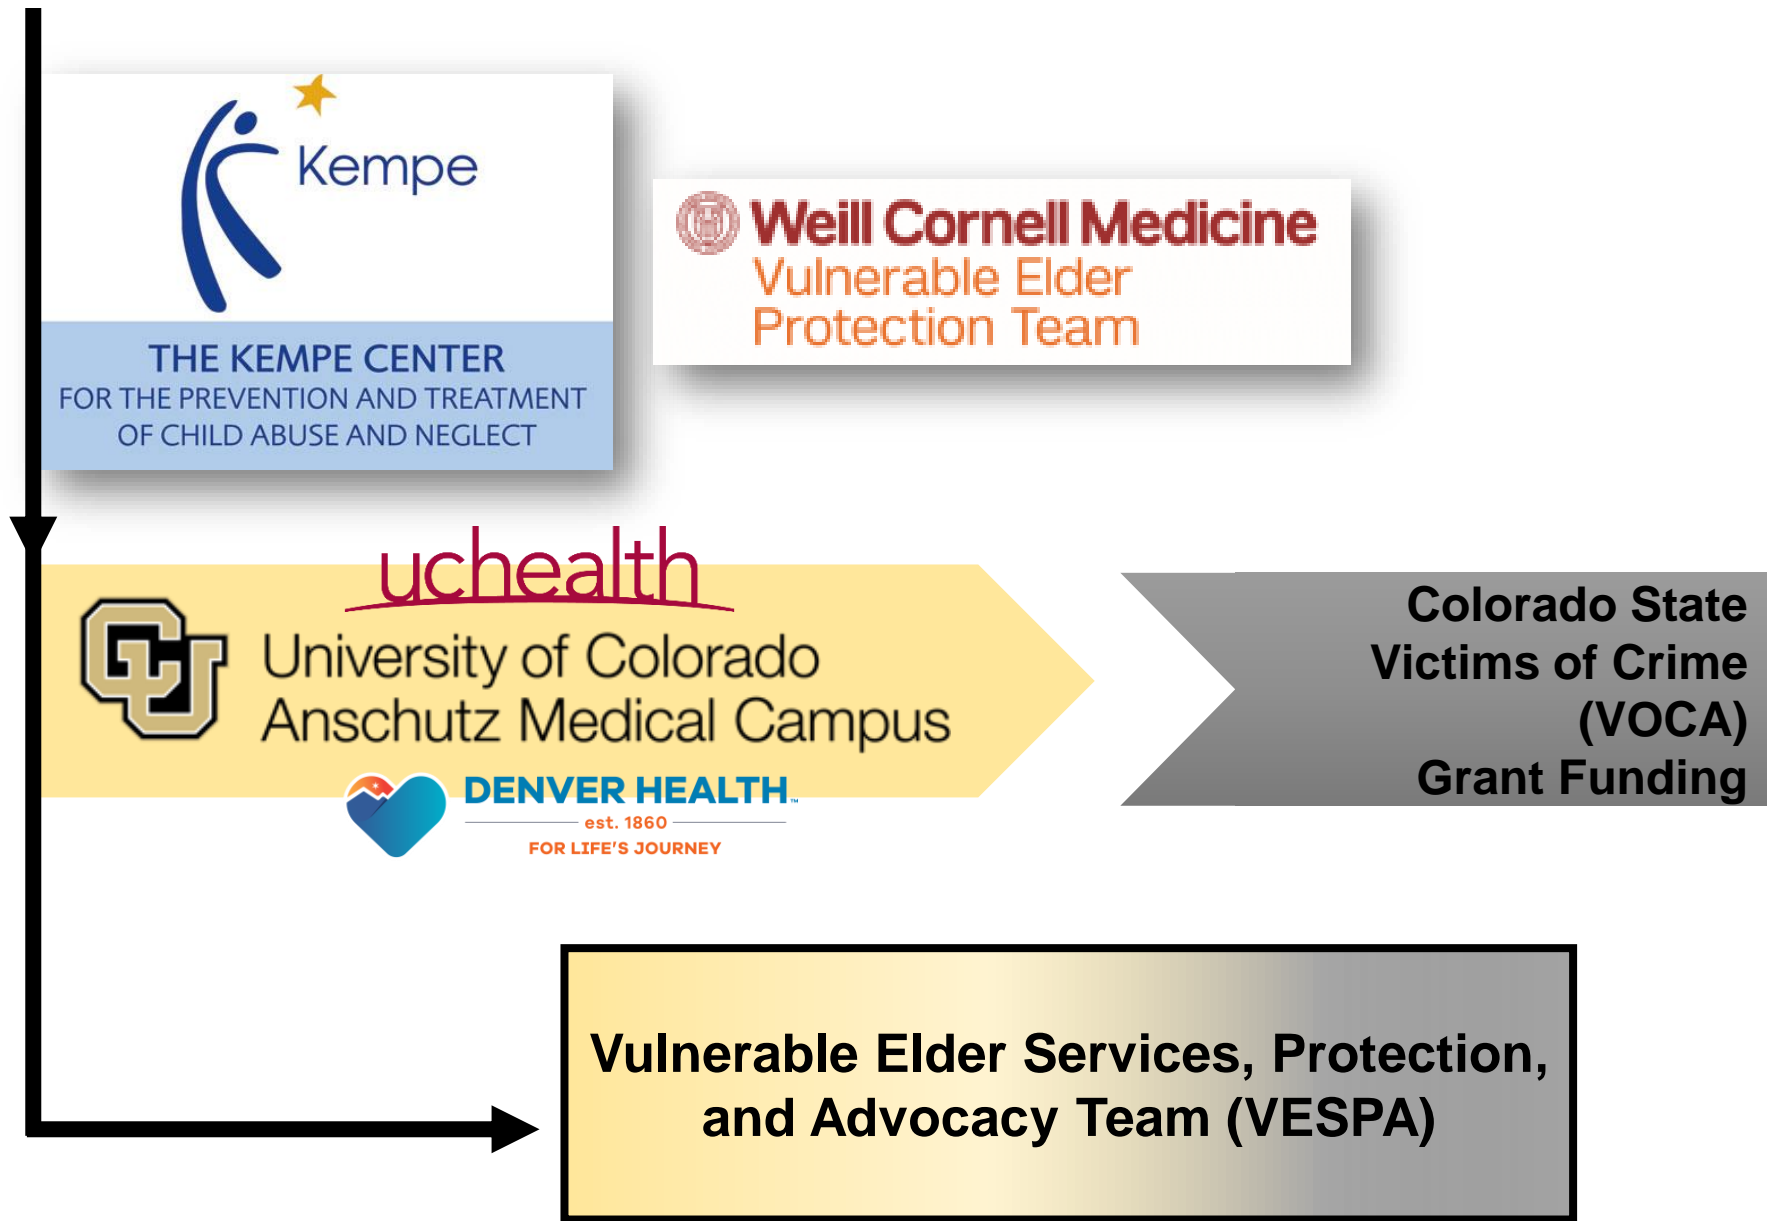 Kempe
THE KEMPE CENTER
FOR THE PREVENTION AND TREATMENT
OF CHILD ABUSE AND NEGLECT
Weill Cornell Medicine
Vulnerable Elder
Protection Team
uchealth
CU
University of Colorado
Anschutz Medical Campus
DENVER HEALTH™
est. 1860
FOR LIFE'S JOURNEY
Colorado State
Victims of Crime
(VOCA)
Grant Funding
Vulnerable Elder Services, Protection,
and Advocacy Team (VESPA)